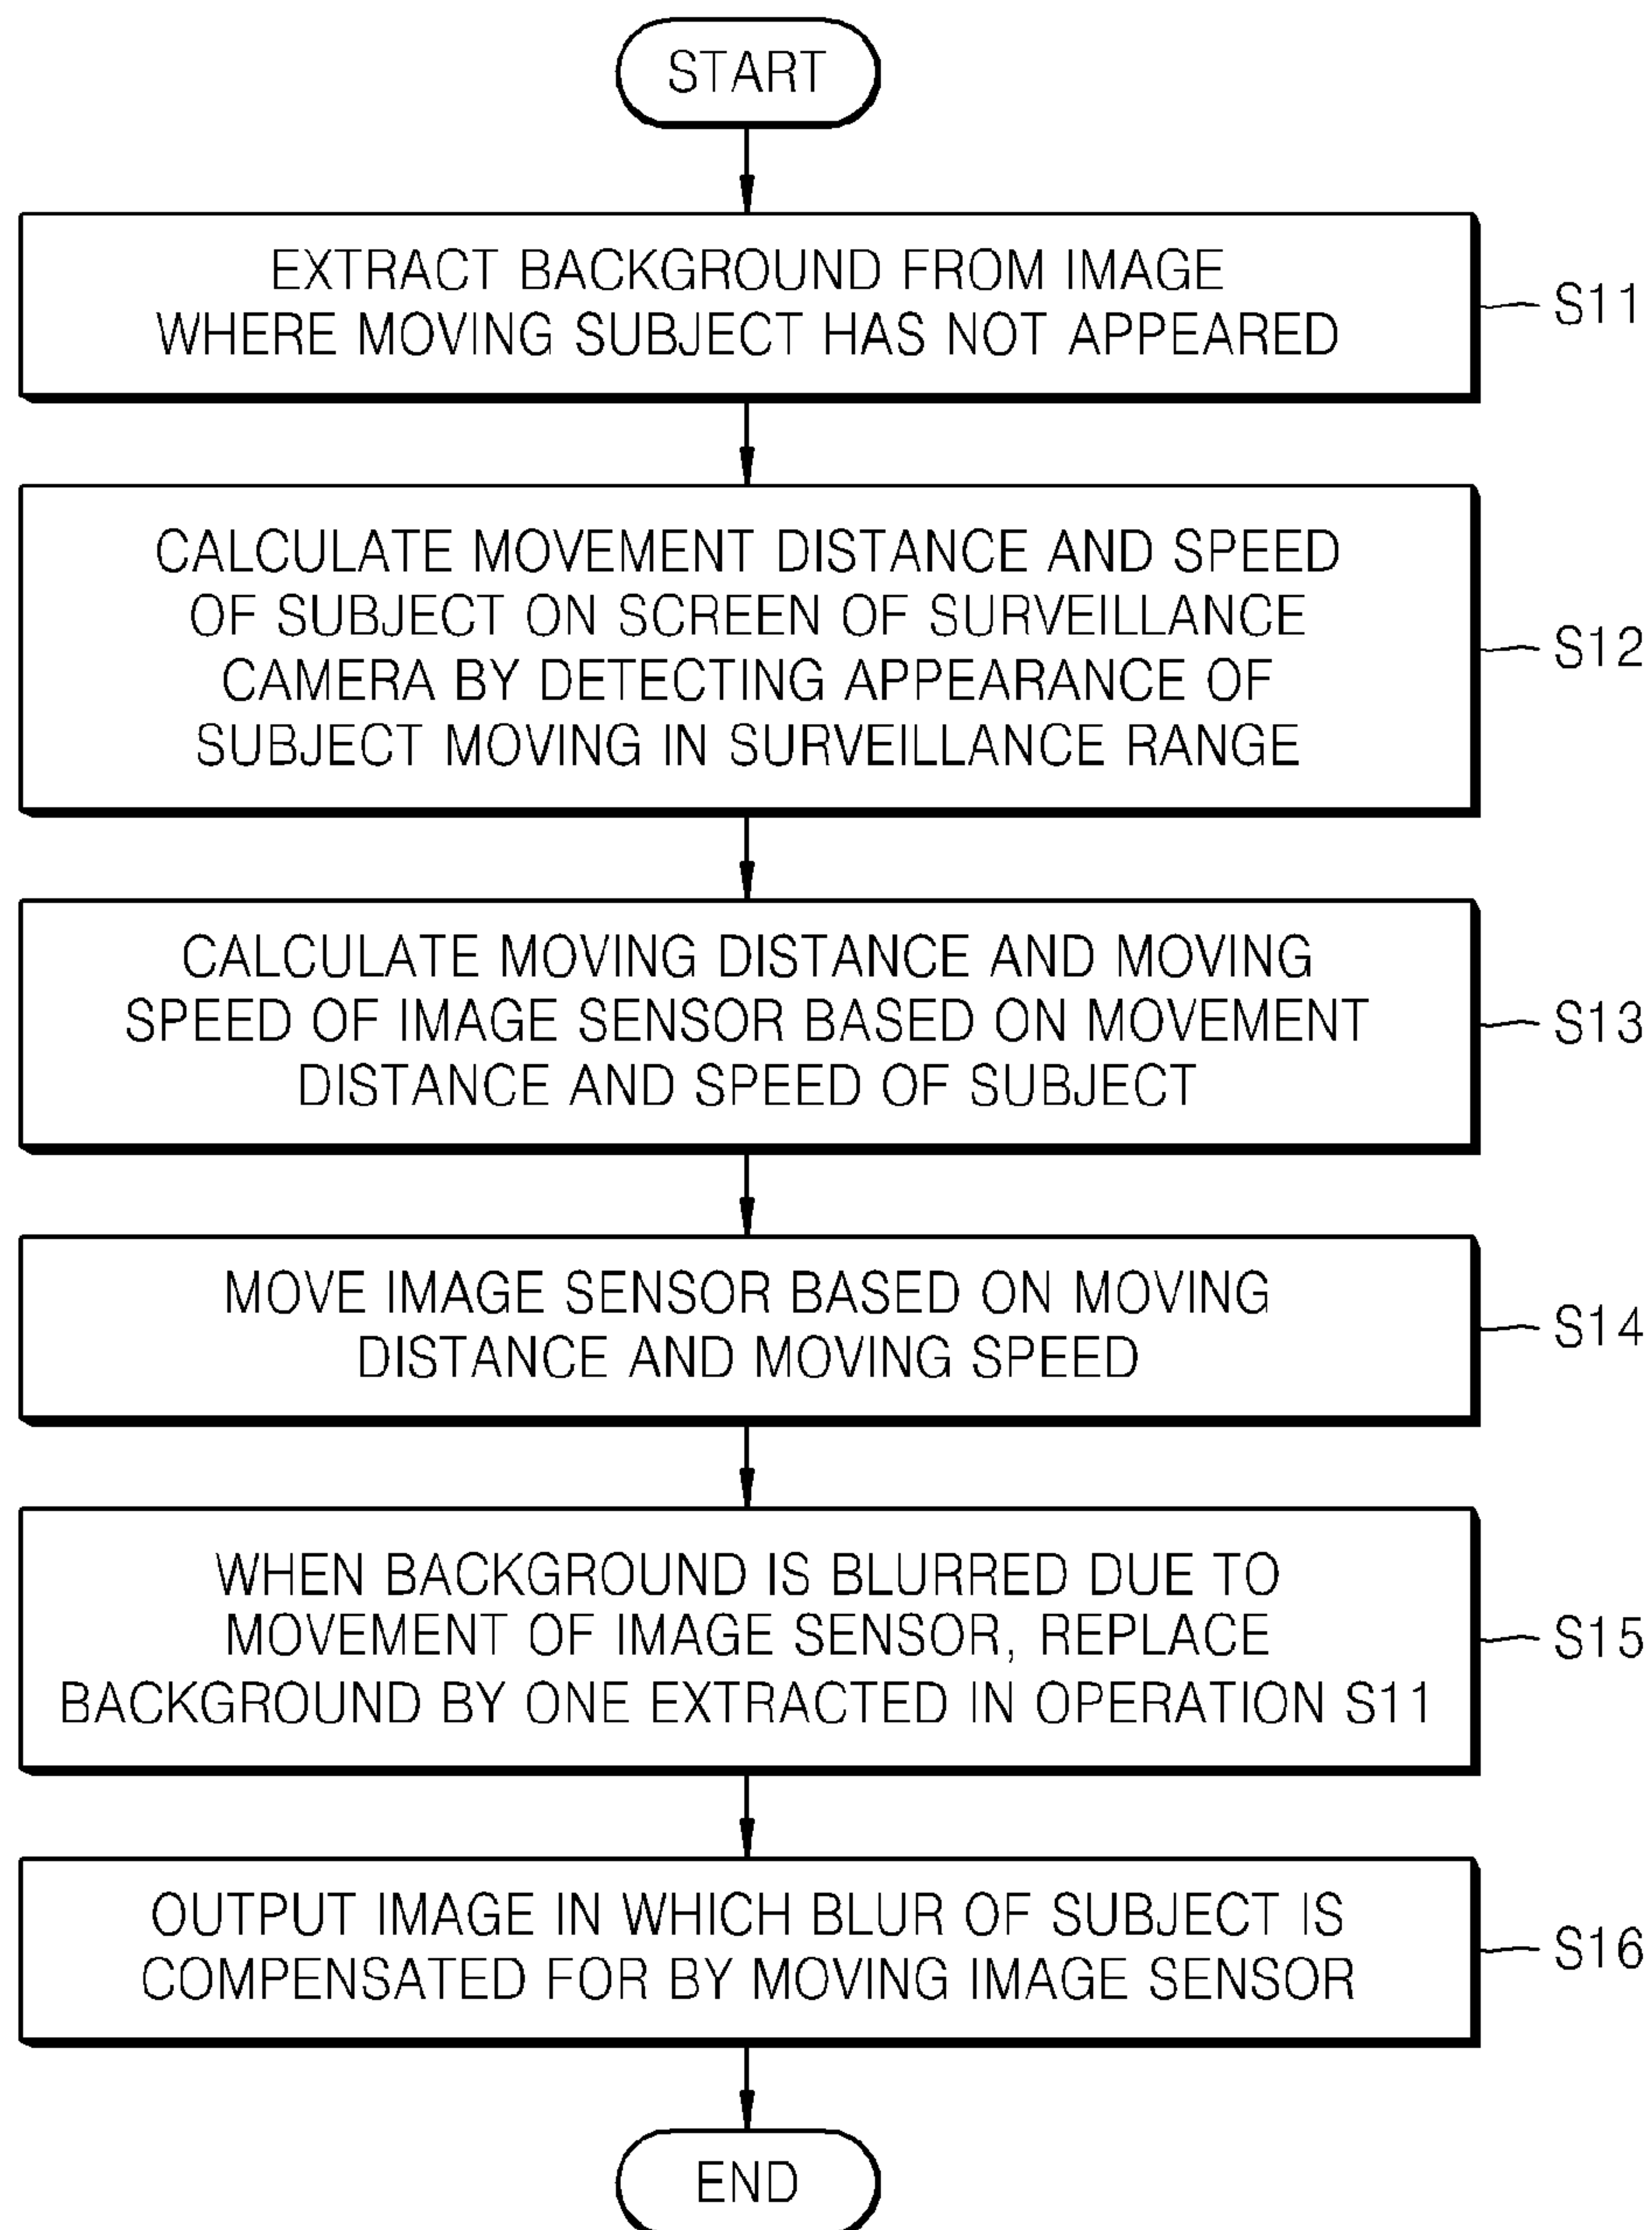 START
EXTRACT BACKGROUND FROM IMAGE
WHERE MOVING SUBJECT HAS NOT APPEARED
S11
CALCULATE MOVEMENT DISTANCE AND SPEED
OF SUBJECT ON SCREEN OF SURVEILLANCE
CAMERA BY DETECTING APPEARANCE OF
SUBJECT MOVING IN SURVEILLANCE RANGE
S12
CALCULATE MOVING DISTANCE AND MOVING
SPEED OF IMAGE SENSOR BASED ON MOVEMENT
DISTANCE AND SPEED OF SUBJECT
S13
MOVE IMAGE SENSOR BASED ON MOVING
DISTANCE AND MOVING SPEED
S14
WHEN BACKGROUND IS BLURRED DUE TO
MOVEMENT OF IMAGE SENSOR, REPLACE
BACKGROUND BY ONE EXTRACTED IN OPERATION S11
S15
OUTPUT IMAGE IN WHICH BLUR OF SUBJECT IS
COMPENSATED FOR BY MOVING IMAGE SENSOR
S16
END